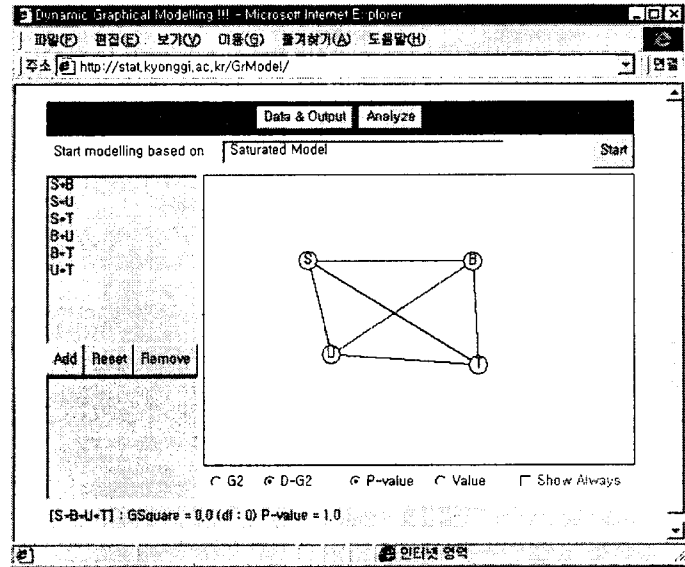 Dynamic Graphical Modelling !!! - Microsoft Internet Explorer
파일(F) 편집(E) 보기(V) 이동(G) 즐겨찾기(A) 도움말(H)
주소 http://stat.kyonggi.ac.kr/GrModel/ 연결
Data & Output Analyze
Start modelling based on Saturated Model Start
S*B
S*U
S*T
B*U
B*T
U*T
S B
U T
Add Reset Remove
G2 D-G2 P-value Value Show Always
[S*B*U*T] : GSquare = 0.0 (df : 0) P-value = 1.0
인터넷 영역